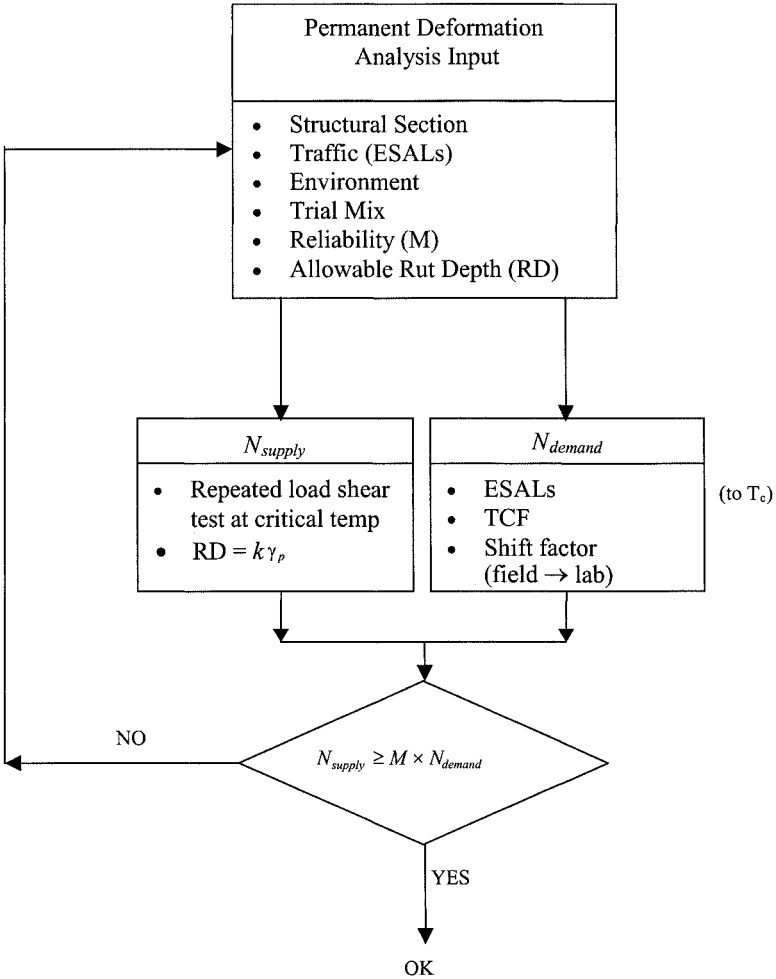 Permanent Deformation
Analysis Input
• Structural Section
• Traffic (ESALs)
• Environment
• Trial Mix
• Reliability (M)
• Allowable Rut Depth (RD)
N_supply
• Repeated load shear
test at critical temp
• RD = kγ_p
N_demand
• ESALs
• TCF
• Shift factor
(field → lab)
(to T_c)
NO
N_supply ≥ M × N_demand
YES
OK